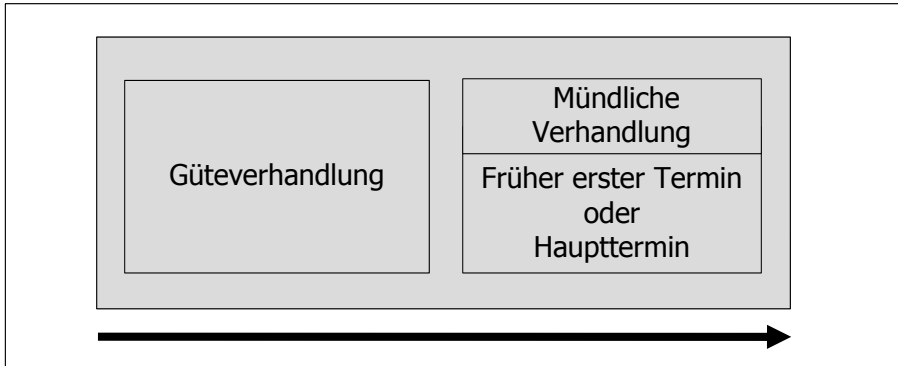 Güteverhandlung
Mündliche
Verhandlung
Früher erster Termin
oder
Haupttermin